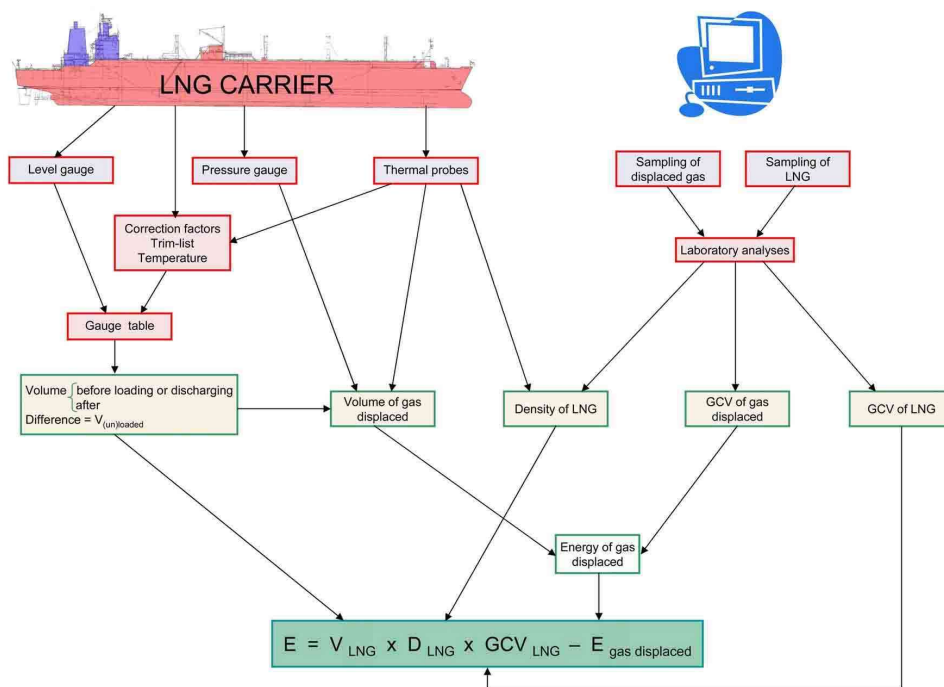 LNG CARRIER
Level gauge
Pressure gauge
Thermal probes
Sampling of
displaced gas
Sampling of
LNG
Correction factors
Trim-list
Temperature
Laboratory analyses
Gauge table
Volume { before loading or discharging
after
Difference = V(un)loaded
Volume of gas
displaced
Density of LNG
GCV of gas
displaced
GCV of LNG
Energy of gas
displaced
E = V LNG x D LNG x GCV LNG – E gas displaced